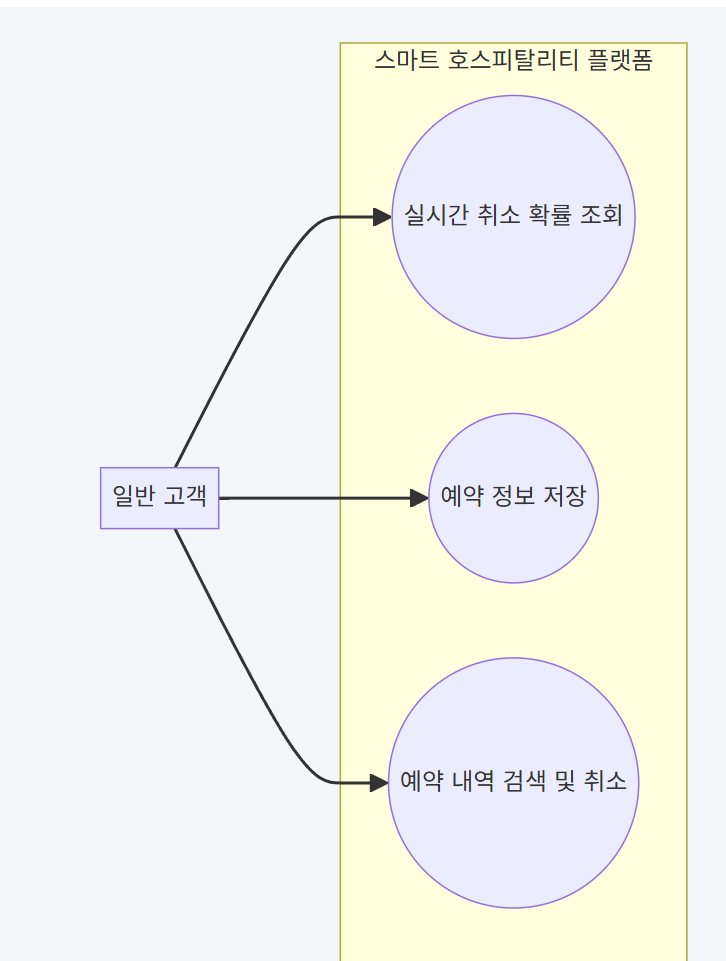 스마트 호스피탈리티 플랫폼
실시간 취소 확률 조회
일반 고객
예약 정보 저장
예약 내역 검색 및 취소